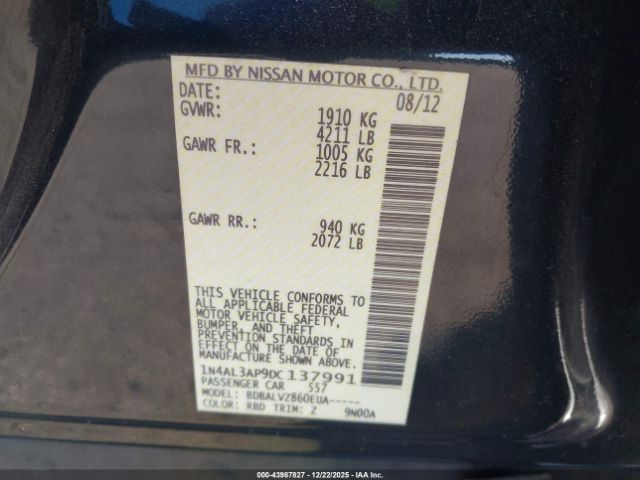 MFD BY NISSAN MOTOR CO., LTD.
DATE: 08/12
GVWR: 1910 KG
4211 LB
GAWR FR.: 1005 KG
2216 LB
GAWR RR.: 940 KG
2072 LB
THIS VEHICLE CONFORMS TO
ALL APPLICABLE FEDERAL
MOTOR VEHICLE SAFETY,
BUMPER, AND THEFT
PREVENTION STANDARDS IN
EFFECT ON THE DATE OF
MANUFACTURE SHOWN ABOVE.
1N4AL3AP9DC137991
PASSENGER CAR 557
MODEL: BDBALVZ860EUA-----
COLOR: RBD TRIM: Z 9N00A
000-43987827 - 12/22/2025 - IAAI.com